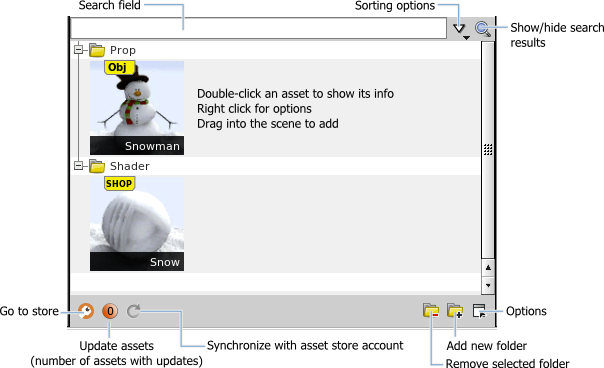 Search field
Sorting options
Show/hide search
results
Prop
Obj
Double-click an asset to show its info
Right click for options
Drag into the scene to add
Snowman
Shader
SHOP
Snow
Go to store
0
Options
Update assets
(number of assets with updates)
Synchronize with asset store account
Add new folder
Remove selected folder